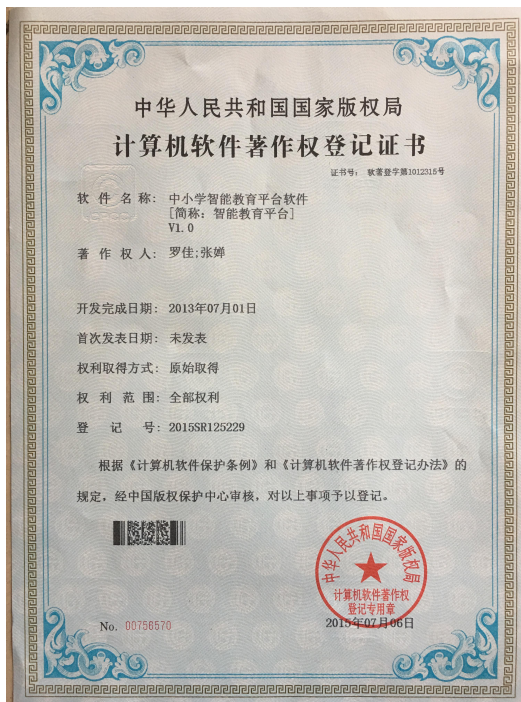 中华人民共和国国家版权局
计算机软件著作权登记证书
证书号： 软著登字第1012315号
软件名称： 中小学智能教育平台软件
[简称：智能教育平台]
V1.0
著作权人： 罗佳;张婵
开发完成日期： 2013年07月01日
首次发表日期： 未发表
权利取得方式： 原始取得
权利范围： 全部权利
登记号： 2015SR125229
根据《计算机软件保护条例》和《计算机软件著作权登记办法》的
规定，经中国版权保护中心审核，对以上事项予以登记。
中华人民共和国国家版权局
计算机软件著作权
登记专用章
No. 00756570
2015年07月06日